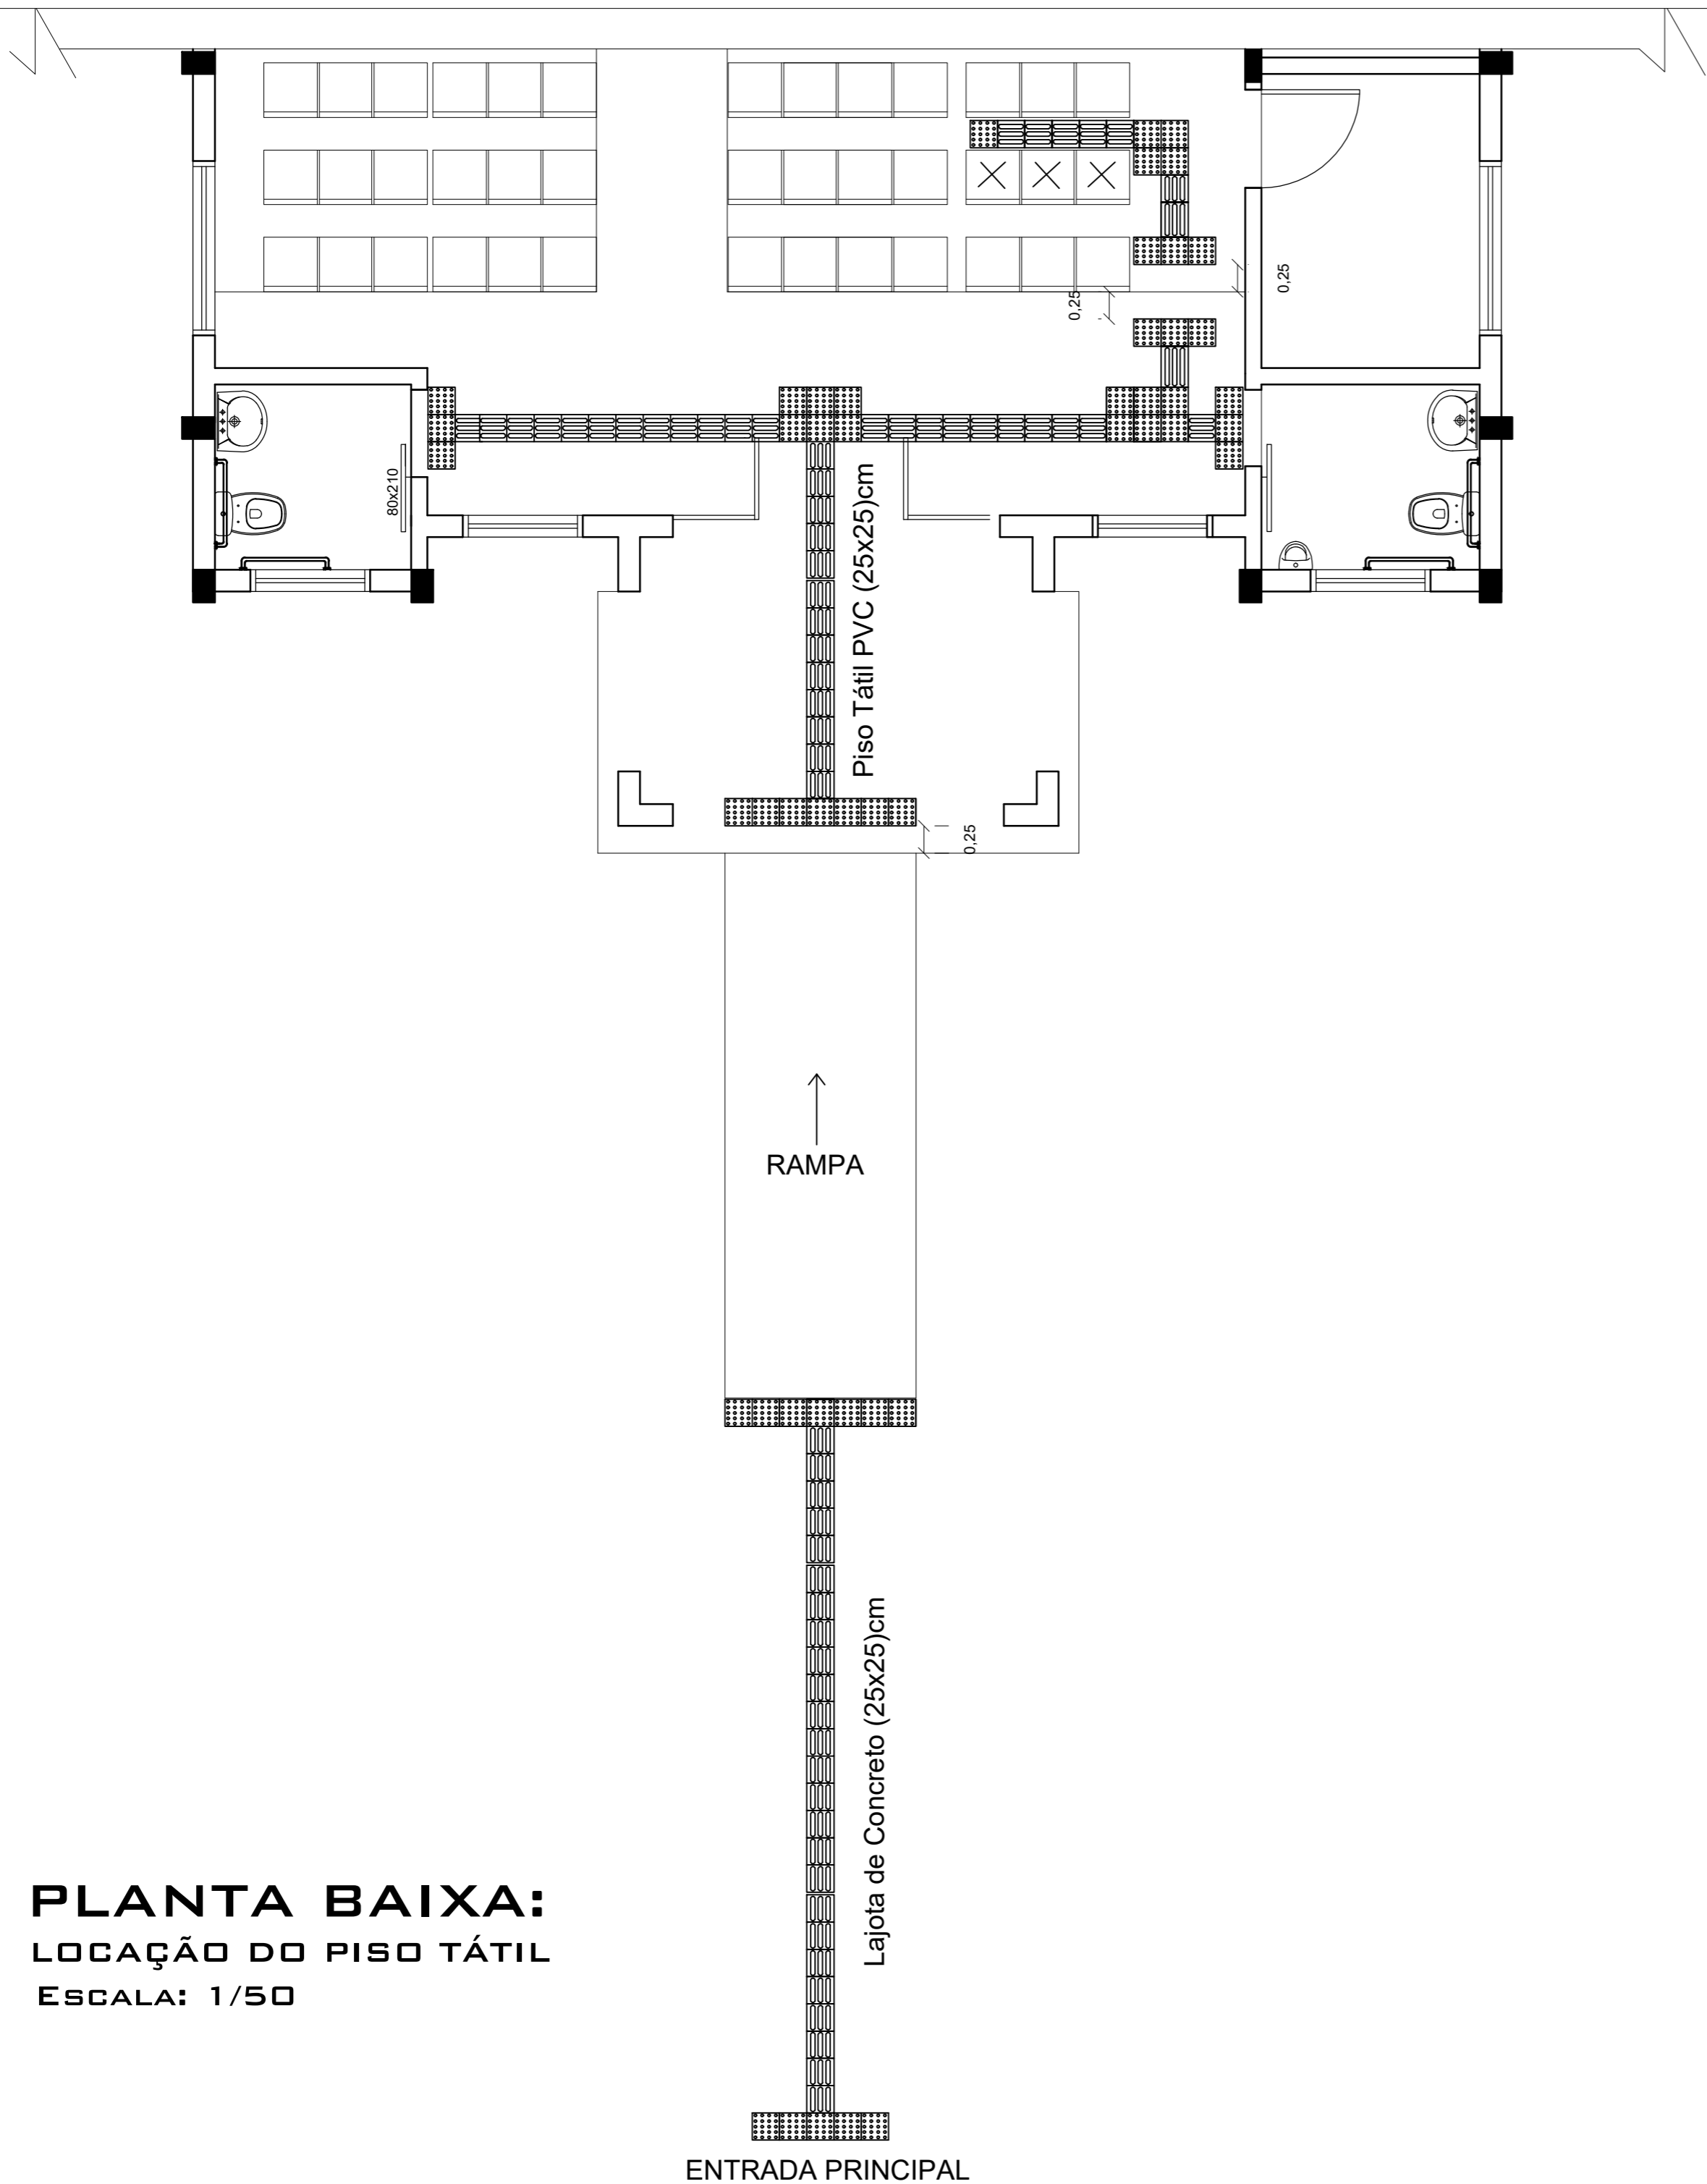 0,25
0,25
80x210
Piso Tátil PVC (25x25)cm
0,25
RAMPA
Lajota de Concreto (25x25)cm
PLANTA BAIXA:
LOCAÇÃO DO PISO TÁTIL
ESCALA: 1/50
ENTRADA PRINCIPAL